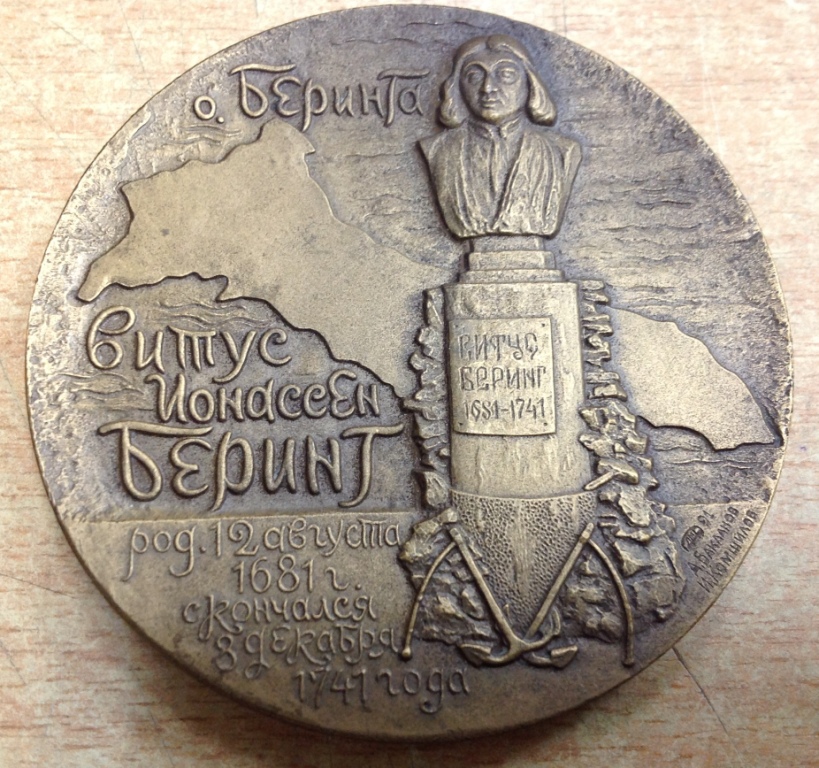 о. Беринга
Витус
Ионассен
Беринг
ВИТУС
БЕРИНГ
1681-1741
род. 12 августа
1681 г.
скончался
8 декабря
1741 года